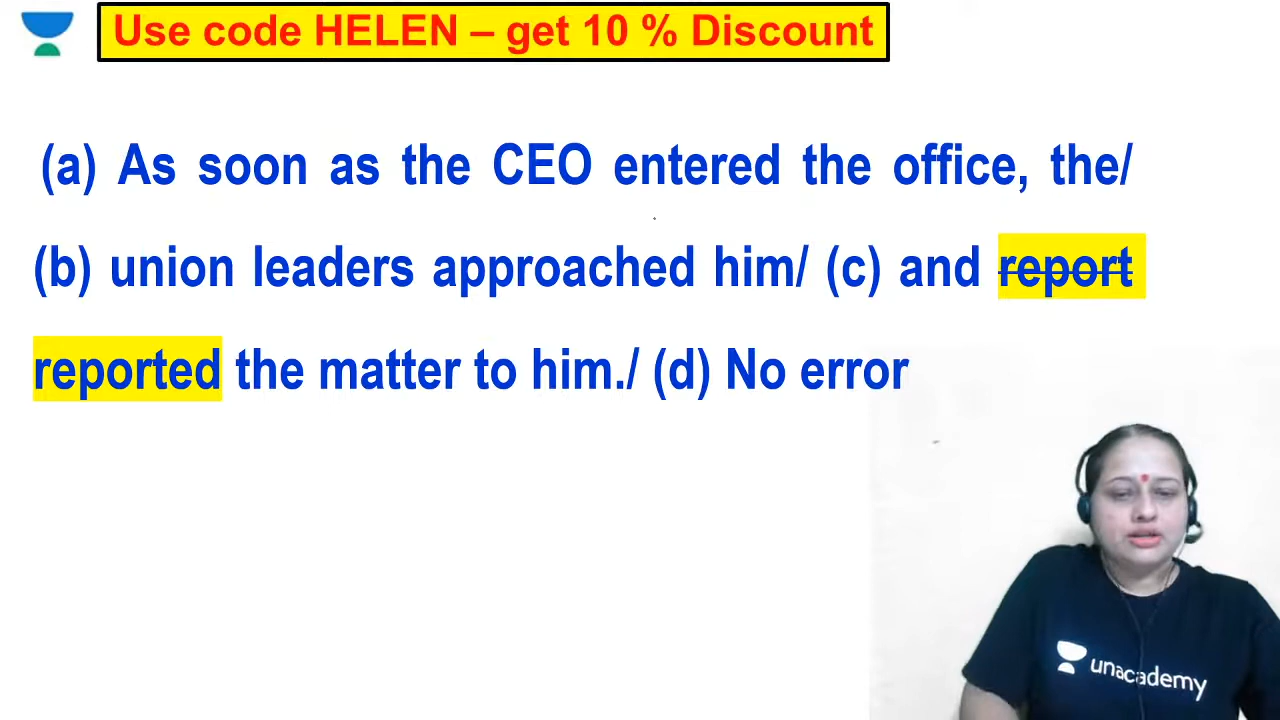 Use code HELEN – get 10 % Discount
(a) As soon as the CEO entered the office, the/
(b) union leaders approached him/ (c) and report
reported the matter to him./ (d) No error
unacademy